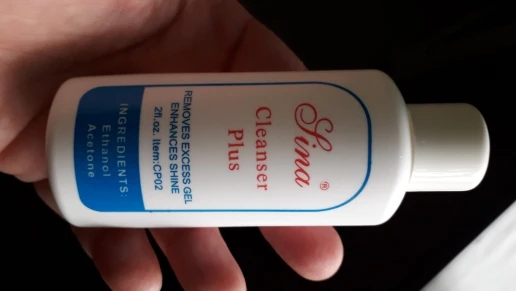 Sina®
Cleanser
Plus
REMOVES EXCESS GEL
ENHANCES SHINE
2fl.oz. Item:CP02
INGREDIENTS:
Ethanol
Acetone